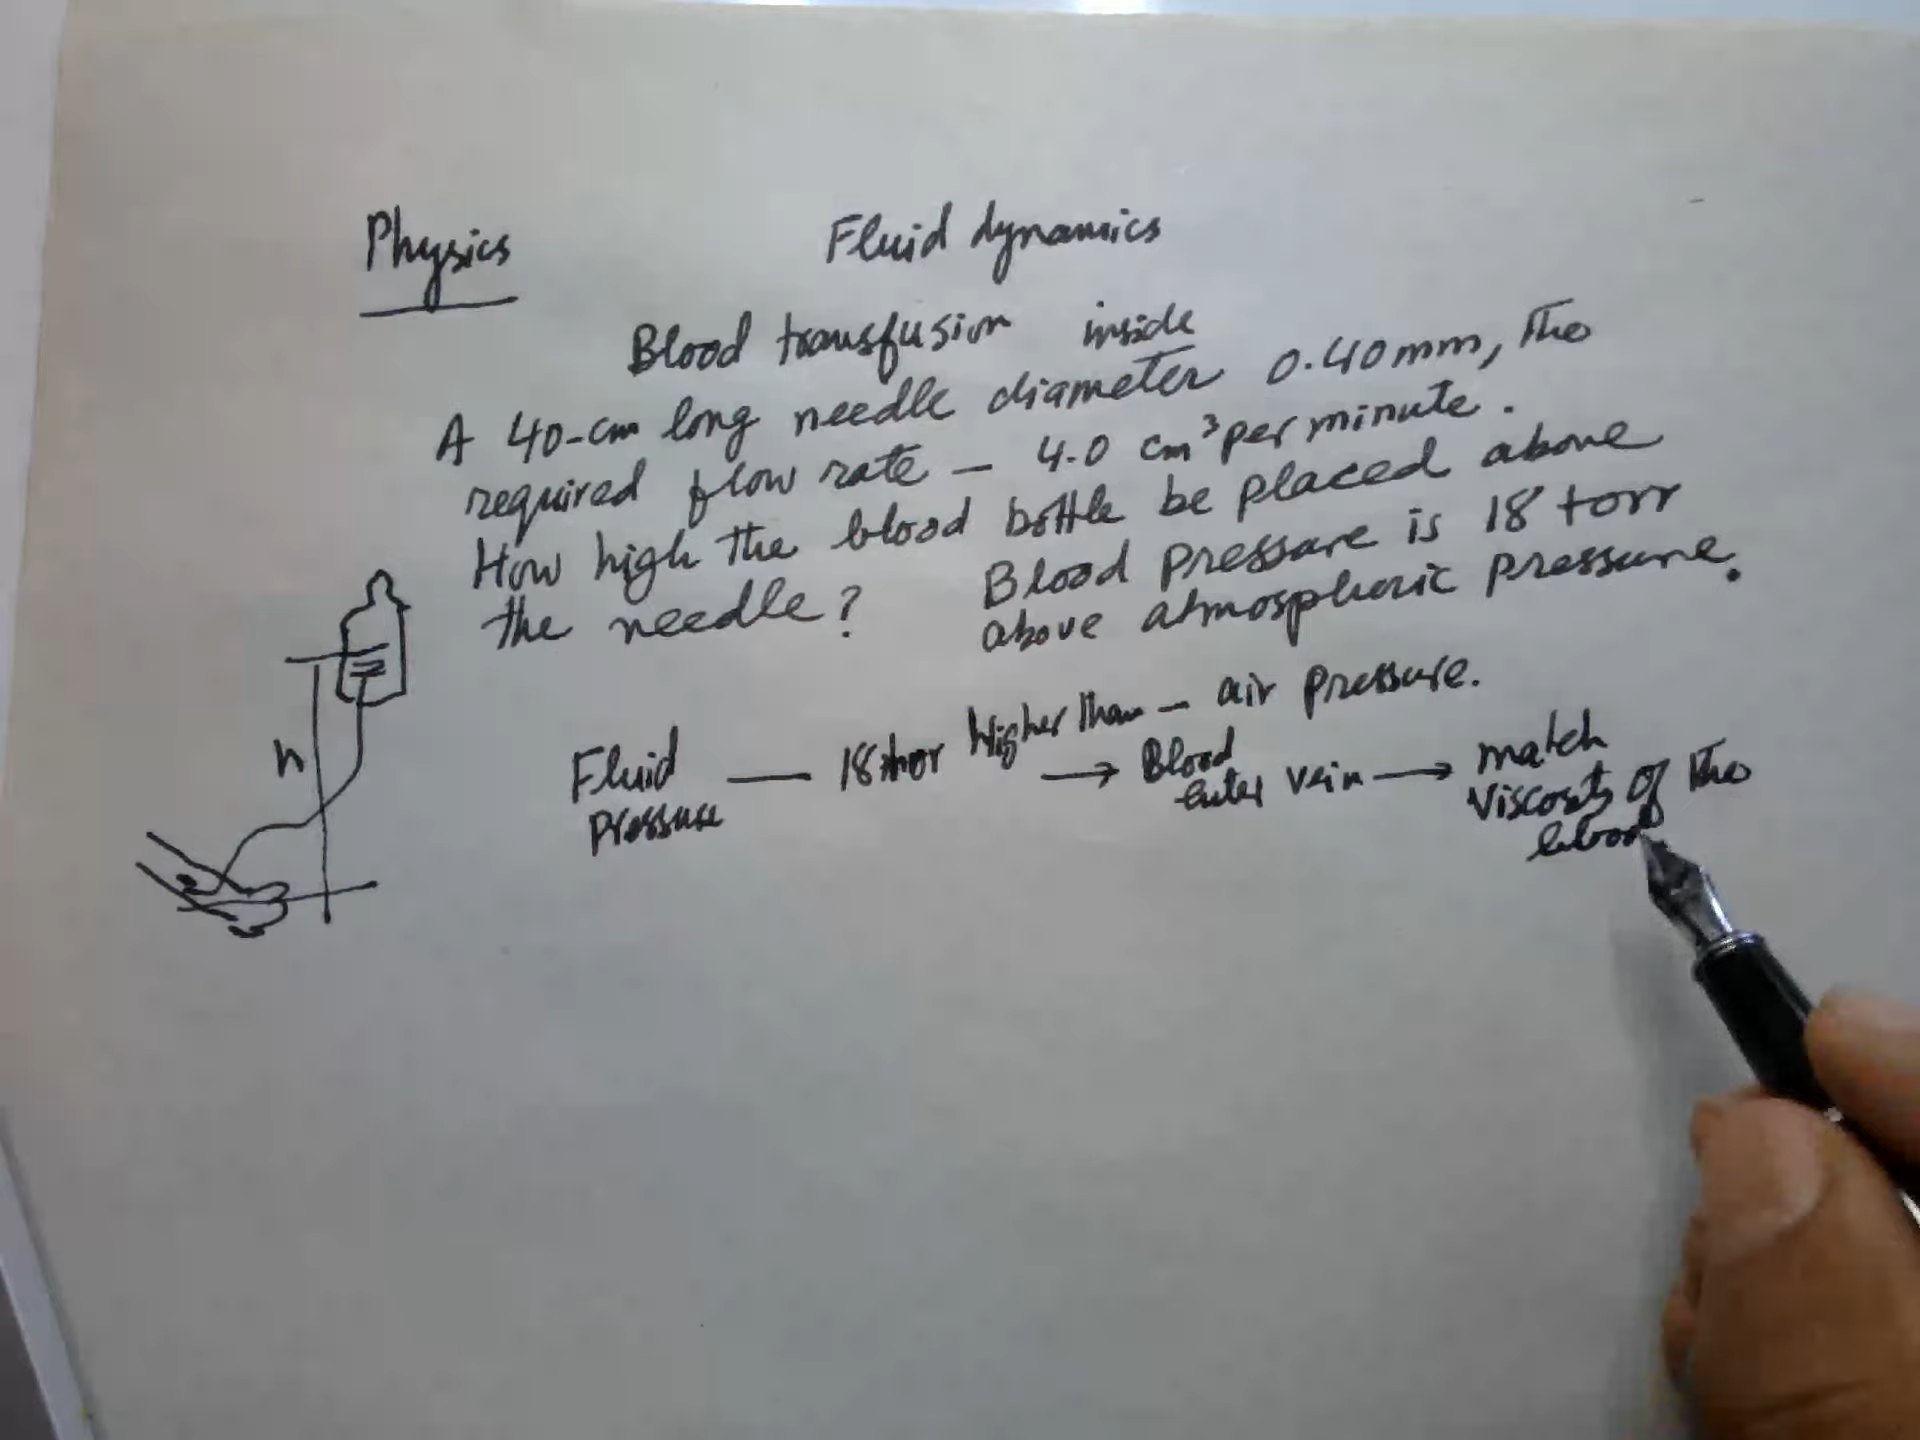 Physics Fluid dynamics
Blood transfusion inside
A 40-cm long needle diameter 0.40mm, The
required flow rate — 4.0 cm³ per minute.
How high the blood bottle be placed above
the needle? Blood pressure is 18 torr
above atmospheric pressure.
h
Fluid pressure — 18 Higher than — air pressure.
→ Blood enter vein → match
viscosity of the
blood